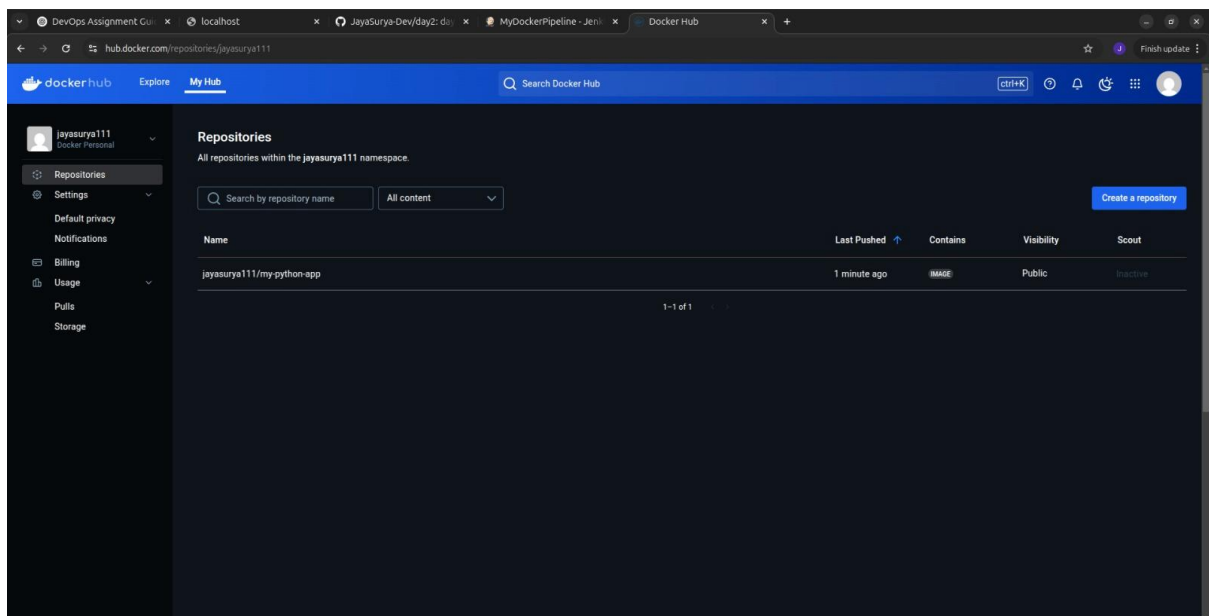 DevOps Assignment Gui
localhost
JayaSurya-Dev/day2: day
MyDockerPipeline - Jenk
Docker Hub
hub.docker.com/repositories/jayasurya111
J
Finish update
dockerhub
Explore
My Hub
Search Docker Hub
ctrl+K
jayasurya111
Docker Personal
Repositories
Settings
Default privacy
Notifications
Billing
Usage
Pulls
Storage
Repositories
All repositories within the jayasurya111 namespace.
Search by repository name
All content
Create a repository
Name
Last Pushed
Contains
Visibility
Scout
jayasurya111/my-python-app
1 minute ago
IMAGE
Public
Inactive
1–1 of 1